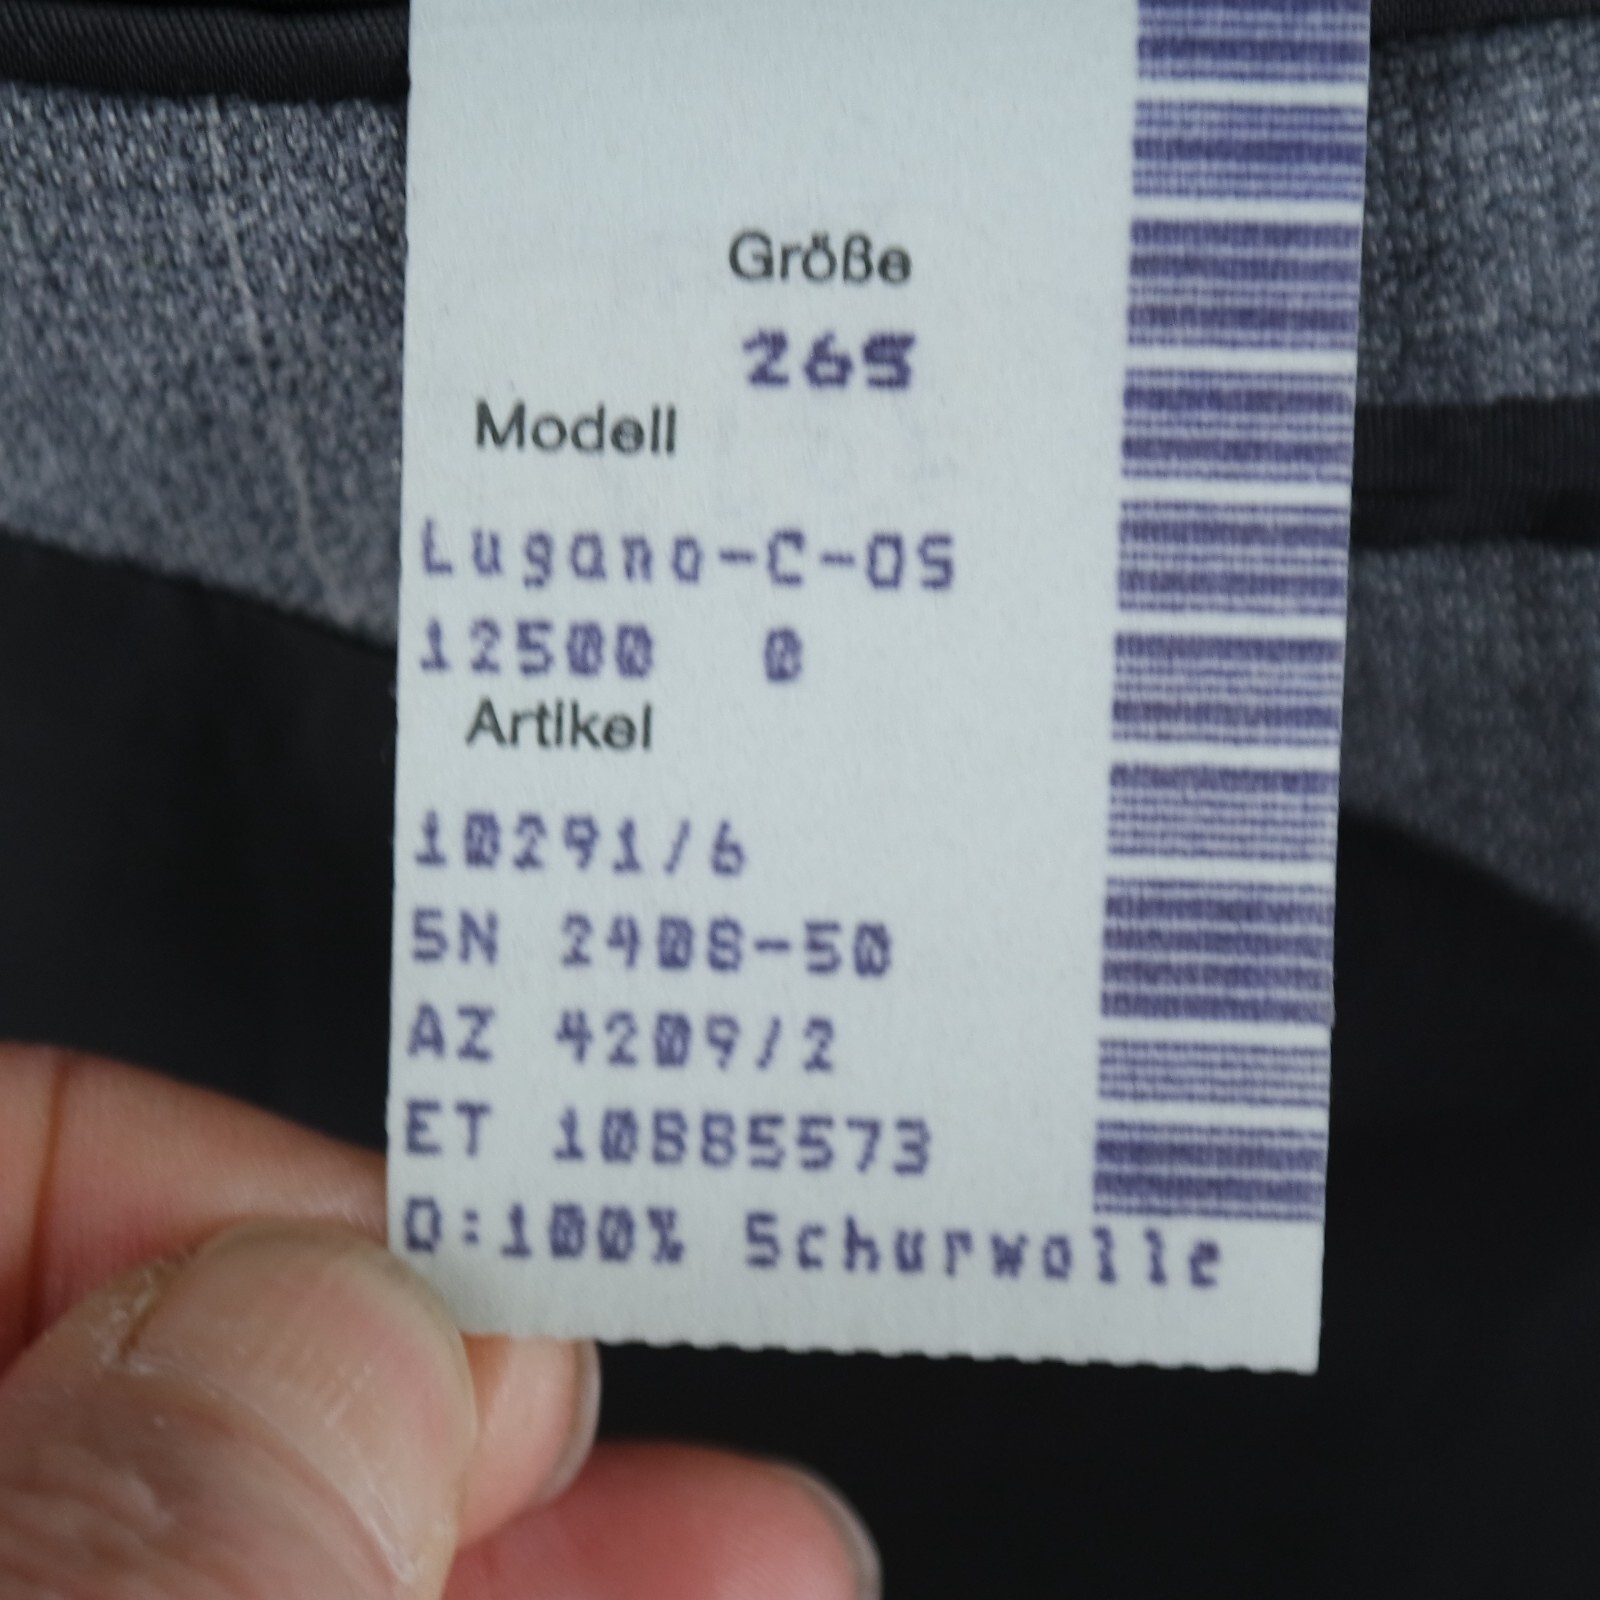 Größe
265
Modell
Lugano-C-OS
12500 0
Artikel
10291/6
SN 2408-50
AZ 4209/2
ET 10885573
O:100% Schurwolle